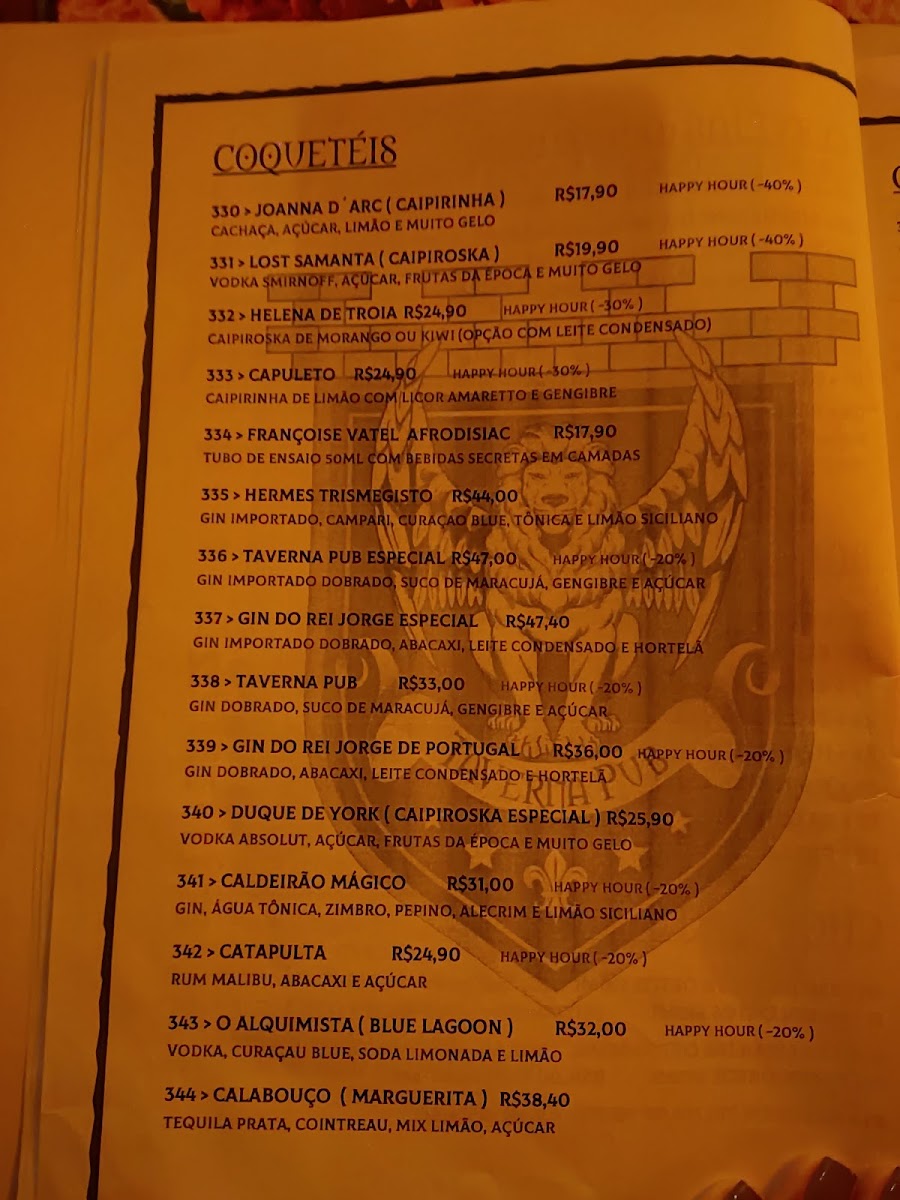 COQUETÉIS
330 > JOANNA D´ARC ( CAIPIRINHA ) R$17,90 HAPPY HOUR ( -40% )
CACHAÇA, AÇÚCAR, LIMÃO E MUITO GELO
331 > LOST SAMANTA ( CAIPIROSKA ) R$19,90 HAPPY HOUR ( -40% )
VODKA SMIRNOFF, AÇÚCAR, FRUTAS DA ÉPOCA E MUITO GELO
332 > HELENA DE TROIA R$24,90 HAPPY HOUR ( -30% )
CAIPIROSKA DE MORANGO OU KIWI (OPÇÃO COM LEITE CONDENSADO)
333 > CAPULETO R$24,90 HAPPY HOUR ( -30% )
CAIPIRINHA DE LIMÃO COM LICOR AMARETTO E GENGIBRE
334 > FRANÇOISE VATEL AFRODISIAC R$17,90
TUBO DE ENSAIO 50ML COM BEBIDAS SECRETAS EM CAMADAS
335 > HERMES TRISMEGISTO R$44,00
GIN IMPORTADO, CAMPARI, CURAÇAO BLUE, TÔNICA E LIMÃO SICILIANO
336 > TAVERNA PUB ESPECIAL R$47,00 HAPPY HOUR ( -20% )
GIN IMPORTADO DOBRADO, SUCO DE MARACUJÁ, GENGIBRE E AÇÚCAR
337 > GIN DO REI JORGE ESPECIAL R$47,40
GIN IMPORTADO DOBRADO, ABACAXI, LEITE CONDENSADO E HORTELÃ
338 > TAVERNA PUB R$33,00 HAPPY HOUR ( -20% )
GIN DOBRADO, SUCO DE MARACUJÁ, GENGIBRE E AÇÚCAR
339 > GIN DO REI JORGE DE PORTUGAL R$36,00 HAPPY HOUR ( -20% )
GIN DOBRADO, ABACAXI, LEITE CONDENSADO E HORTELÃ
TAVERNA PUB
340 > DUQUE DE YORK ( CAIPIROSKA ESPECIAL ) R$25,90
VODKA ABSOLUT, AÇÚCAR, FRUTAS DA ÉPOCA E MUITO GELO
341 > CALDEIRÃO MÁGICO R$31,00 HAPPY HOUR ( -20% )
GIN, ÁGUA TÔNICA, ZIMBRO, PEPINO, ALECRIM E LIMÃO SICILIANO
342 > CATAPULTA R$24,90 HAPPY HOUR ( -20% )
RUM MALIBU, ABACAXI E AÇÚCAR
343 > O ALQUIMISTA ( BLUE LAGOON ) R$32,00 HAPPY HOUR ( -20% )
VODKA, CURAÇAU BLUE, SODA LIMONADA E LIMÃO
344 > CALABOUÇO ( MARGUERITA ) R$38,40
TEQUILA PRATA, COINTREAU, MIX LIMÃO, AÇÚCAR